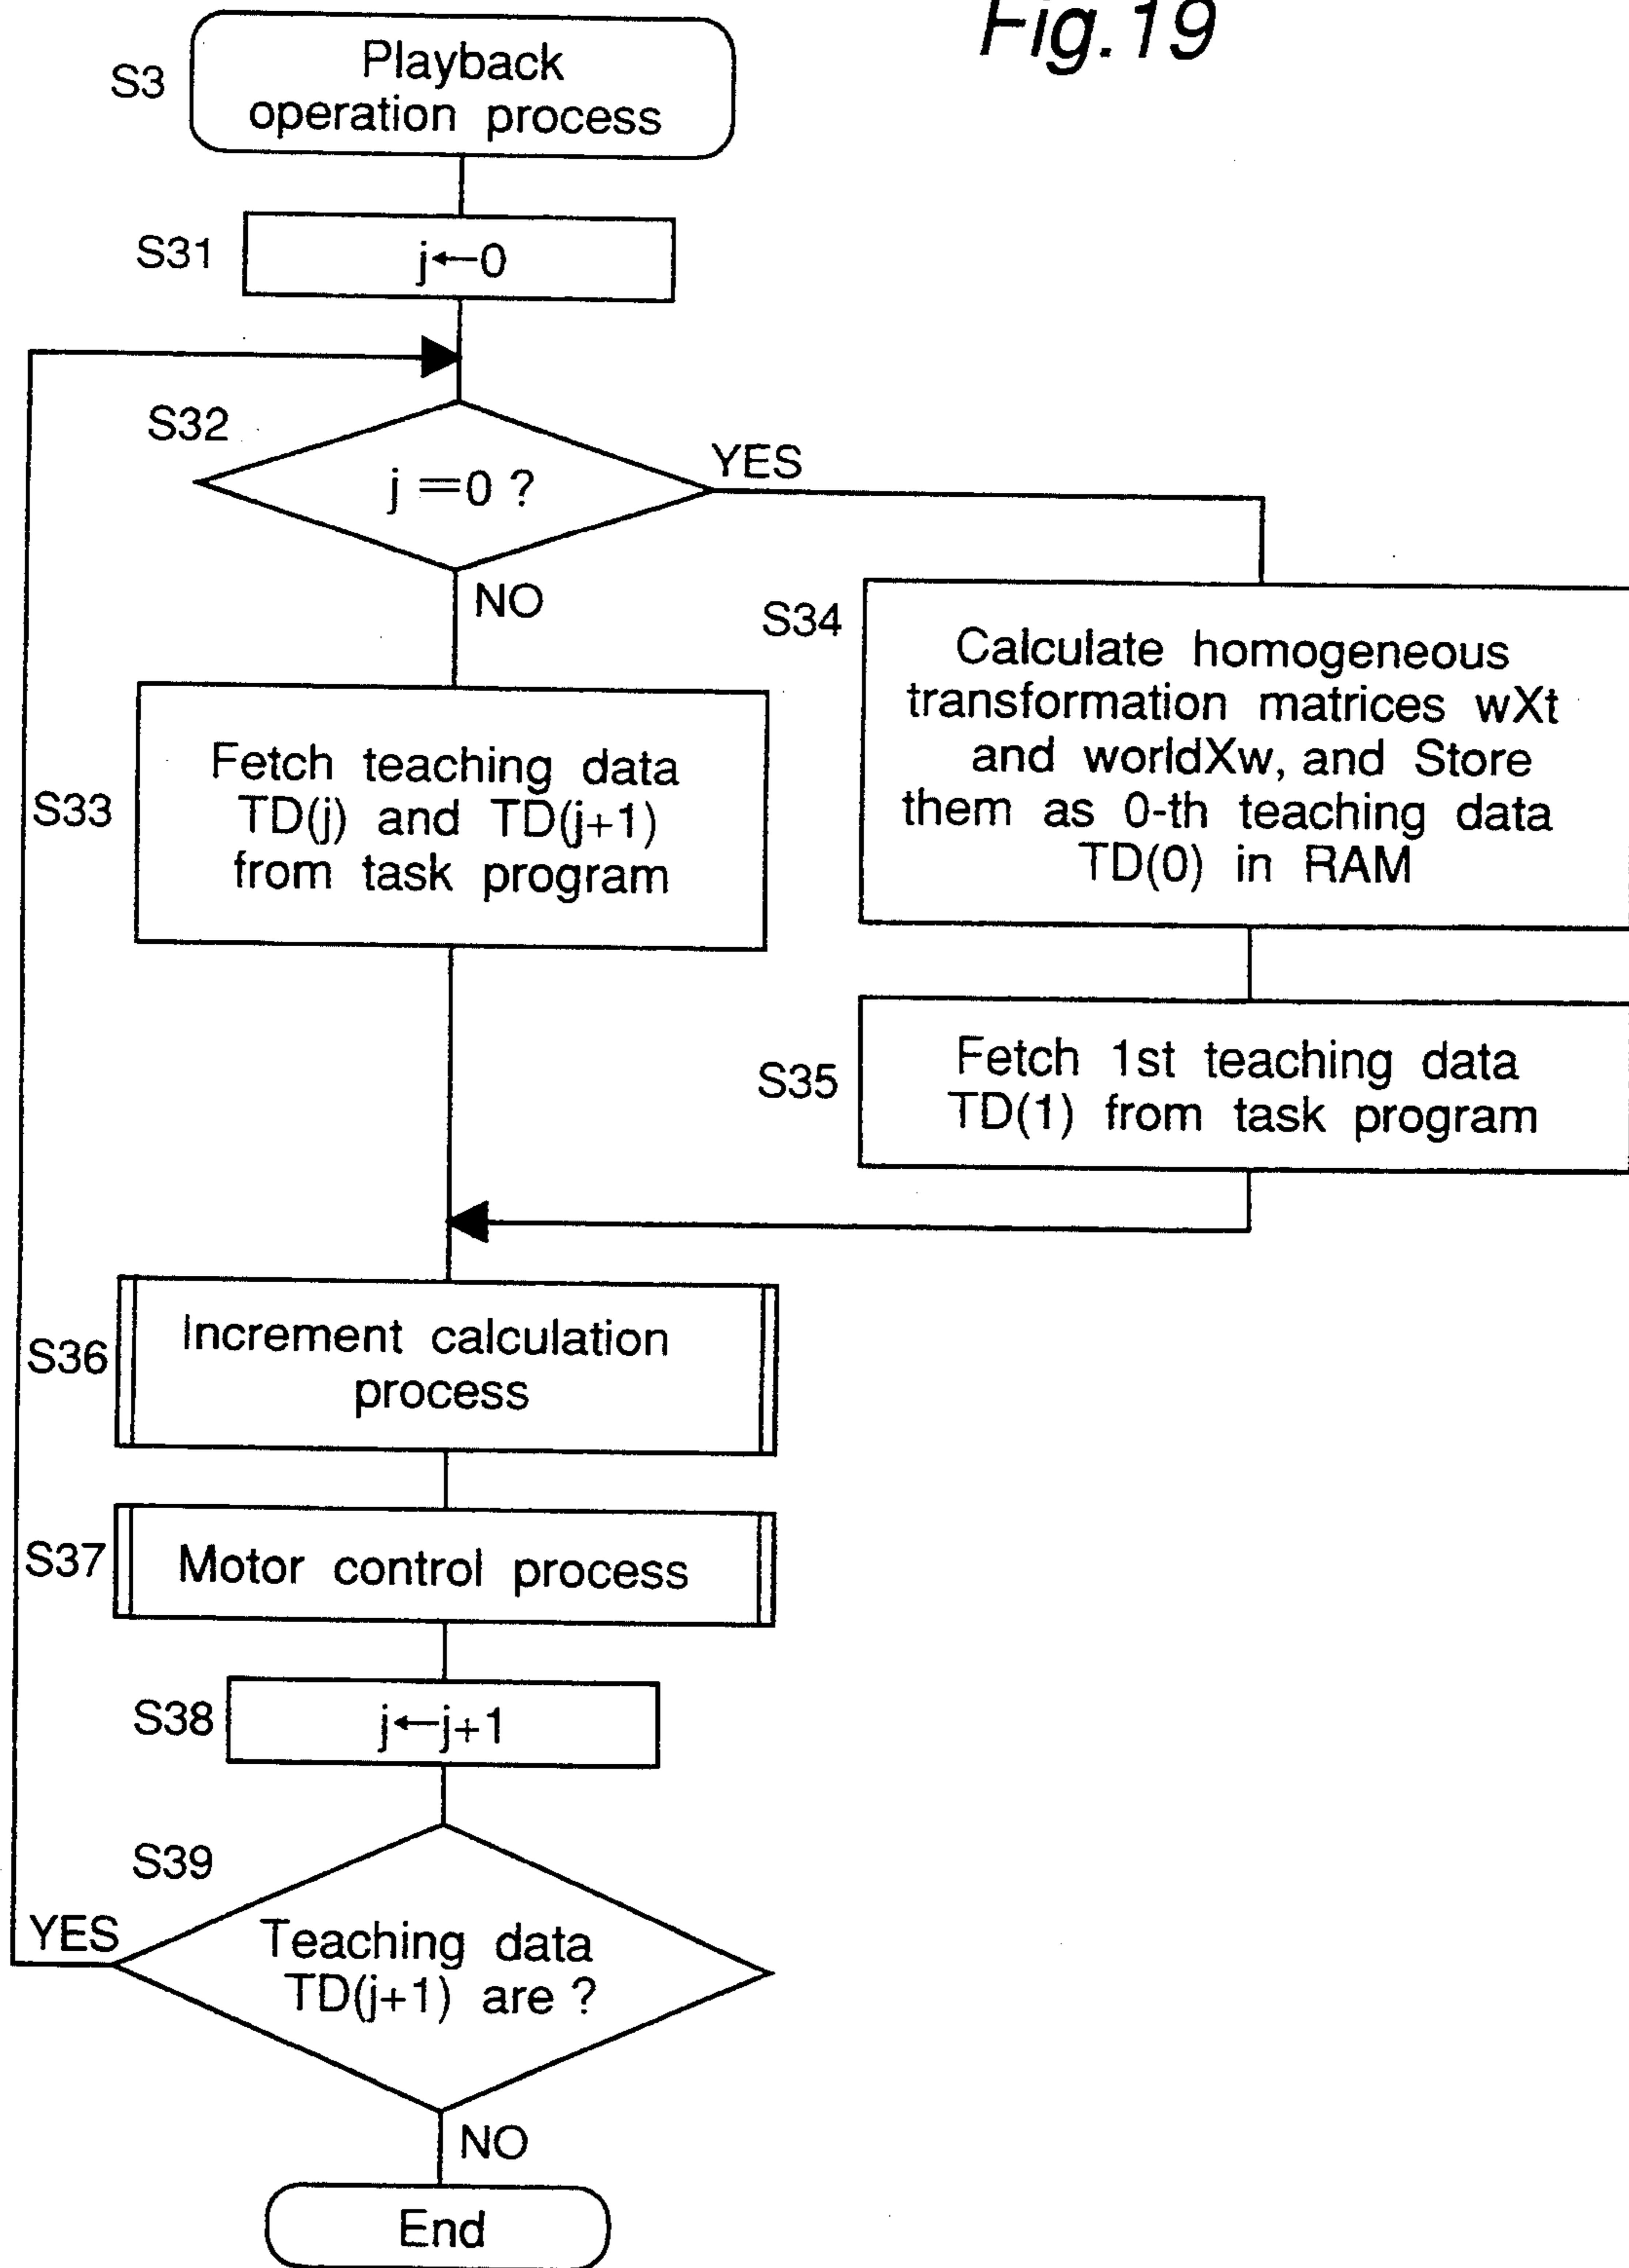 Fig.19
S3
Playback
operation process
S31
j←0
S32
j=0 ?
YES
NO
S33
Fetch teaching data
TD(j) and TD(j+1)
from task program
S34
Calculate homogeneous
transformation matrices wXt
and worldXw, and Store
them as 0-th teaching data
TD(0) in RAM
S35
Fetch 1st teaching data
TD(1) from task program
S36
Increment calculation
process
S37
Motor control process
S38
j←j+1
S39
YES
Teaching data
TD(j+1) are ?
NO
End